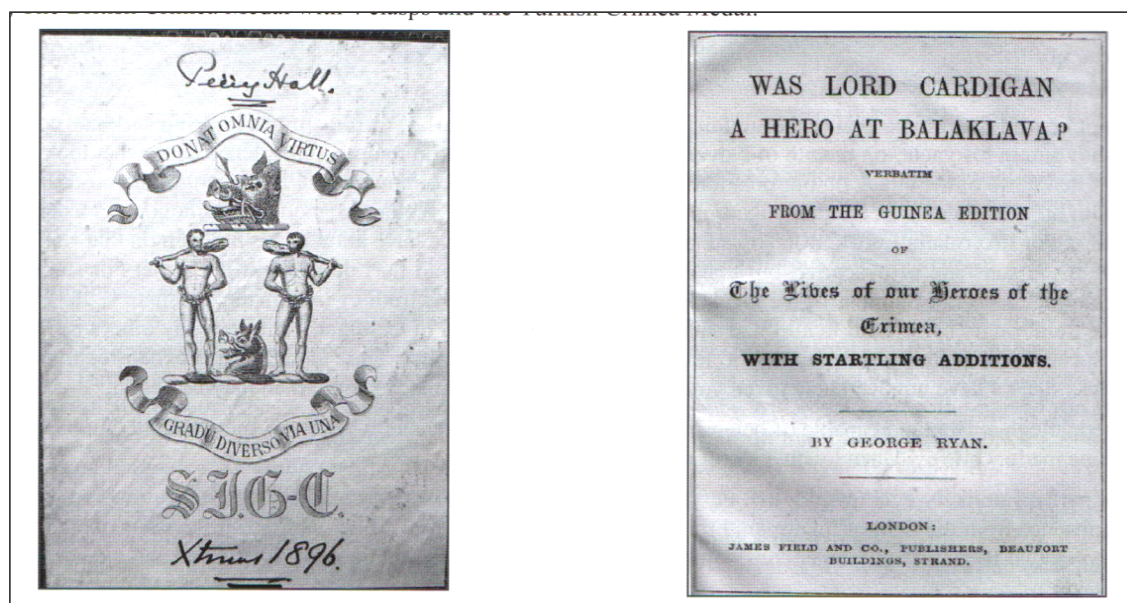 Perry Hall.
DONAT OMNIA VIRTUS
GRADU DIVERSO VIA UNA
S.J.G-C.
Xtmas 1896.
WAS LORD CARDIGAN
A HERO AT BALAKLAVA?
VERBATIM
FROM THE GUINEA EDITION
OF
The Lives of our Heroes of the
Crimea,
WITH STARTLING ADDITIONS.
BY GEORGE RYAN.
LONDON:
JAMES FIELD AND CO., PUBLISHERS, BEAUFORT
BUILDINGS, STRAND.